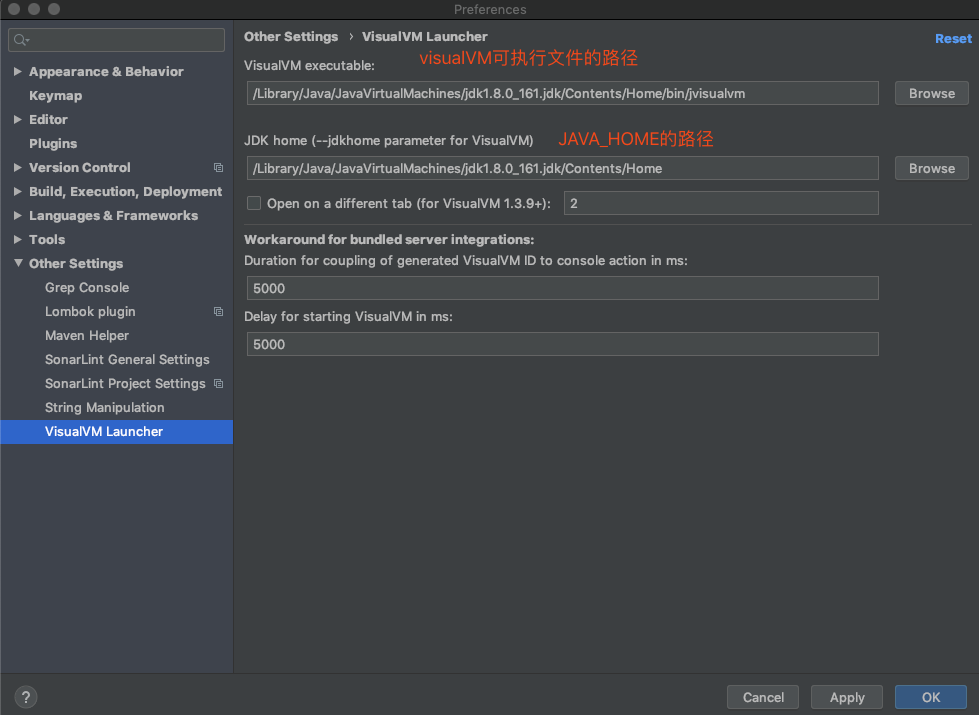 Preferences
Other Settings › VisualVM Launcher
Reset
visualVM可执行文件的路径
VisualVM executable:
/Library/Java/JavaVirtualMachines/jdk1.8.0_161.jdk/Contents/Home/bin/jvisualvm
Browse
JDK home (--jdkhome parameter for VisualVM)
JAVA_HOME的路径
/Library/Java/JavaVirtualMachines/jdk1.8.0_161.jdk/Contents/Home
Browse
Open on a different tab (for VisualVM 1.3.9+):
2
Workaround for bundled server integrations:
Duration for coupling of generated VisualVM ID to console action in ms:
5000
Delay for starting VisualVM in ms:
5000
Appearance & Behavior
Keymap
Editor
Plugins
Version Control
Build, Execution, Deployment
Languages & Frameworks
Tools
Other Settings
Grep Console
Lombok plugin
Maven Helper
SonarLint General Settings
SonarLint Project Settings
String Manipulation
VisualVM Launcher
?
Cancel
Apply
OK